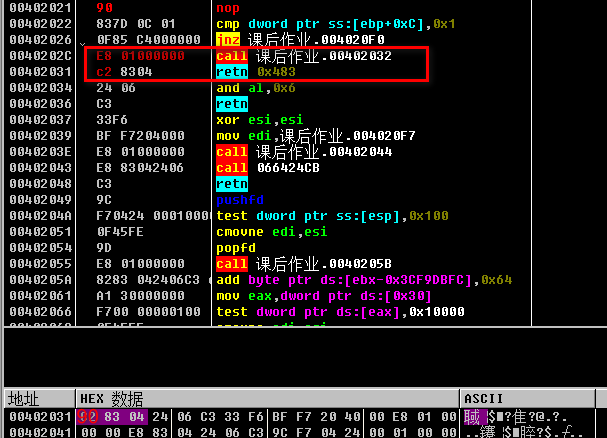 00402021 90 nop
00402022 837D 0C 01 cmp dword ptr ss:[ebp+0xC],0x1
00402026 0F85 C4000000 jnz 课后作业.004020F0
0040202C E8 01000000 call 课后作业.00402032
00402031 c2 8304 retn 0x483
00402034 24 06 and al,0x6
00402036 C3 retn
00402037 33F6 xor esi,esi
00402039 BF F7204000 mov edi,课后作业.004020F7
0040203E E8 01000000 call 课后作业.00402044
00402043 E8 83042406 call 066424CB
00402048 C3 retn
00402049 9C pushfd
0040204A F70424 00010000 test dword ptr ss:[esp],0x100
00402051 0F45FE cmovne edi,esi
00402054 9D popfd
00402055 E8 01000000 call 课后作业.0040205B
0040205A 8283 042406C3 add byte ptr ds:[ebx-0x3CF9DBFC],0x64
00402061 A1 30000000 mov eax,dword ptr ds:[0x30]
00402066 F700 00000100 test dword ptr ds:[eax],0x10000
地址 HEX 数据 ASCII
00402031 C2 83 04 24 06 C3 33 F6 BF F7 20 40 00 E8 01 00
00402041 00 00 E8 83 04 24 06 C3 9C F7 04 24 00 01 00 00